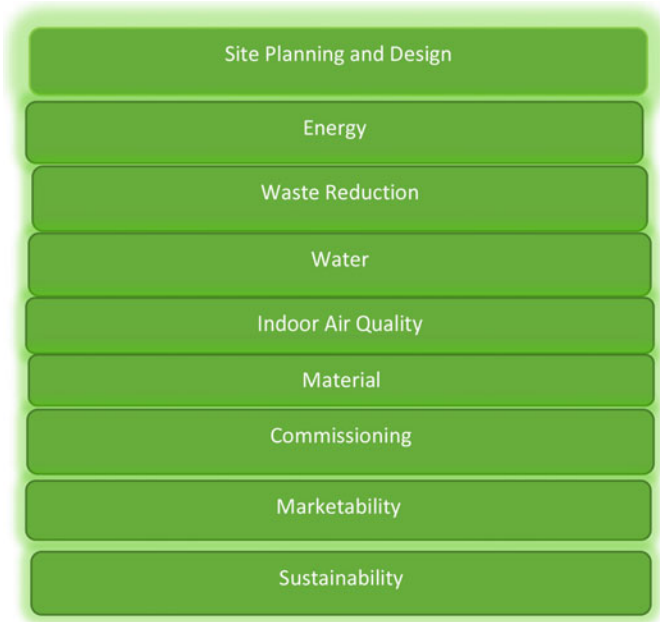 Site Planning and Design
Energy
Waste Reduction
Water
Indoor Air Quality
Material
Commissioning
Marketability
Sustainability